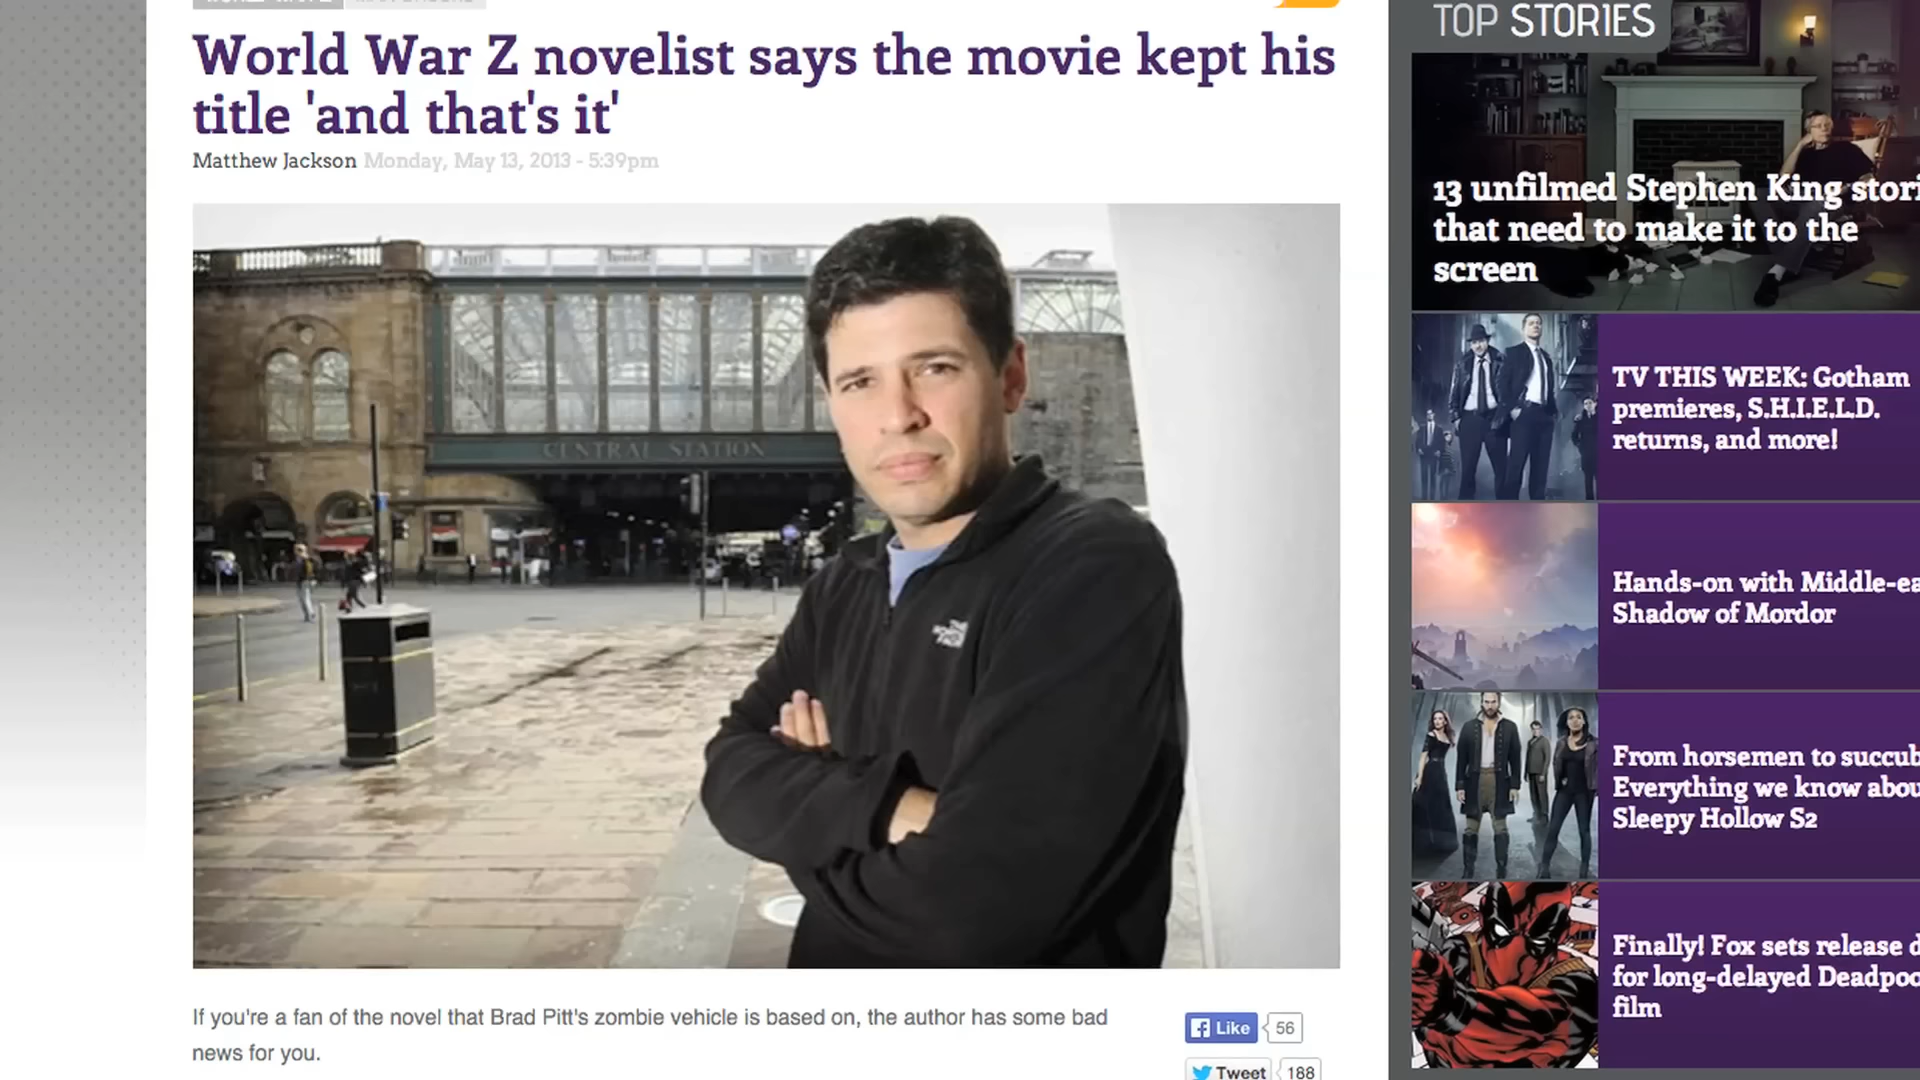 World War Z novelist says the movie kept his
title 'and that's it'
Matthew Jackson Monday, May 13, 2013 - 5:39pm
CENTRAL STATION
THE
NORTH
FACE
If you're a fan of the novel that Brad Pitt's zombie vehicle is based on, the author has some bad
news for you.
Like 56
Tweet 188
TOP STORIES
13 unfilmed Stephen King stori
that need to make it to the
screen
TV THIS WEEK: Gotham
premieres, S.H.I.E.L.D.
returns, and more!
Hands-on with Middle-ea
Shadow of Mordor
From horsemen to succub
Everything we know abou
Sleepy Hollow S2
Finally! Fox sets release d
for long-delayed Deadpoo
film